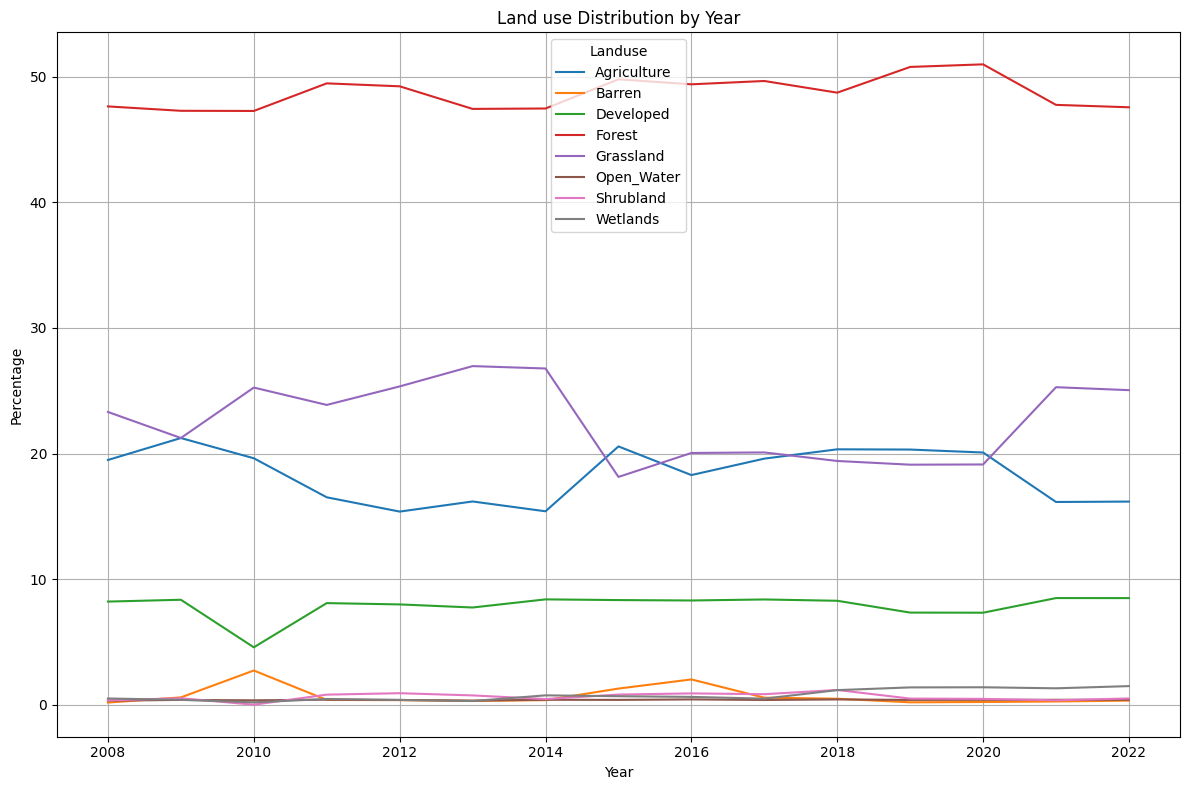 Land use Distribution by Year
Landuse
Agriculture
Barren
Developed
Forest
Grassland
Open_Water
Shrubland
Wetlands
Percentage
50
40
30
20
10
0
2008 2010 2012 2014 2016 2018 2020 2022
Year